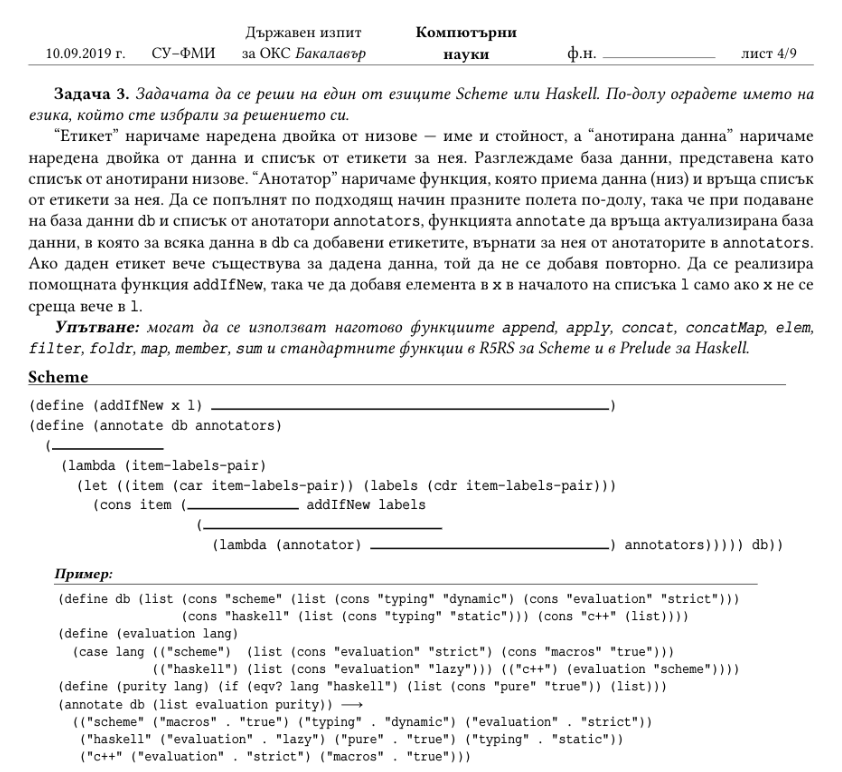 10.09.2019 г. СУ–ФМИ Държавен изпит за ОКС Бакалавър Компютърни науки ф.н. ______ лист 4/9
Задача 3. Задачата да се реши на един от езиците Scheme или Haskell. По-долу оградете името на
езика, който сте избрали за решението си.
“Етикет” наричаме наредена двойка от низове — име и стойност, а “анотирана данна” наричаме
наредена двойка от данна и списък от етикети за нея. Разглеждаме база данни, представена като
списък от анотирани низове. “Анотатор” наричаме функция, която приема данна (низ) и връща списък
от етикети за нея. Да се попълнят по подходящ начин празните полета по-долу, така че при подаване
на база данни db и списък от анотатори annotators, функцията annotate да връща актуализирана база
данни, в която за всяка данна в db са добавени етикетите, върнати за нея от анотаторите в annotators.
Ако даден етикет вече съществува за дадена данна, той да не се добавя повторно. Да се реализира
помощната функция addIfNew, така че да добавя елемента в x в началото на списъка l само ако x не се
среща вече в l.
Упътване: могат да се използват наготово функциите append, apply, concat, concatMap, elem,
filter, foldr, map, member, sum и стандартните функции в R5RS за Scheme и в Prelude за Haskell.
Scheme
(define (addIfNew x l) ______)
(define (annotate db annotators)
(______
(lambda (item-labels-pair)
(let ((item (car item-labels-pair)) (labels (cdr item-labels-pair)))
(cons item (______ addIfNew labels
(______
(lambda (annotator) ______) annotators))))) db))
Пример:
(define db (list (cons "scheme" (list (cons "typing" "dynamic") (cons "evaluation" "strict")))
(cons "haskell" (list (cons "typing" "static"))) (cons "c++" (list))))
(define (evaluation lang)
(case lang (("scheme") (list (cons "evaluation" "strict") (cons "macros" "true")))
(("haskell") (list (cons "evaluation" "lazy"))) (("c++") (evaluation "scheme"))))
(define (purity lang) (if (eqv? lang "haskell") (list (cons "pure" "true")) (list)))
(annotate db (list evaluation purity)) ⟶
(("scheme" ("macros" . "true") ("typing" . "dynamic") ("evaluation" . "strict"))
("haskell" ("evaluation" . "lazy") ("pure" . "true") ("typing" . "static"))
("c++" ("evaluation" . "strict") ("macros" . "true")))